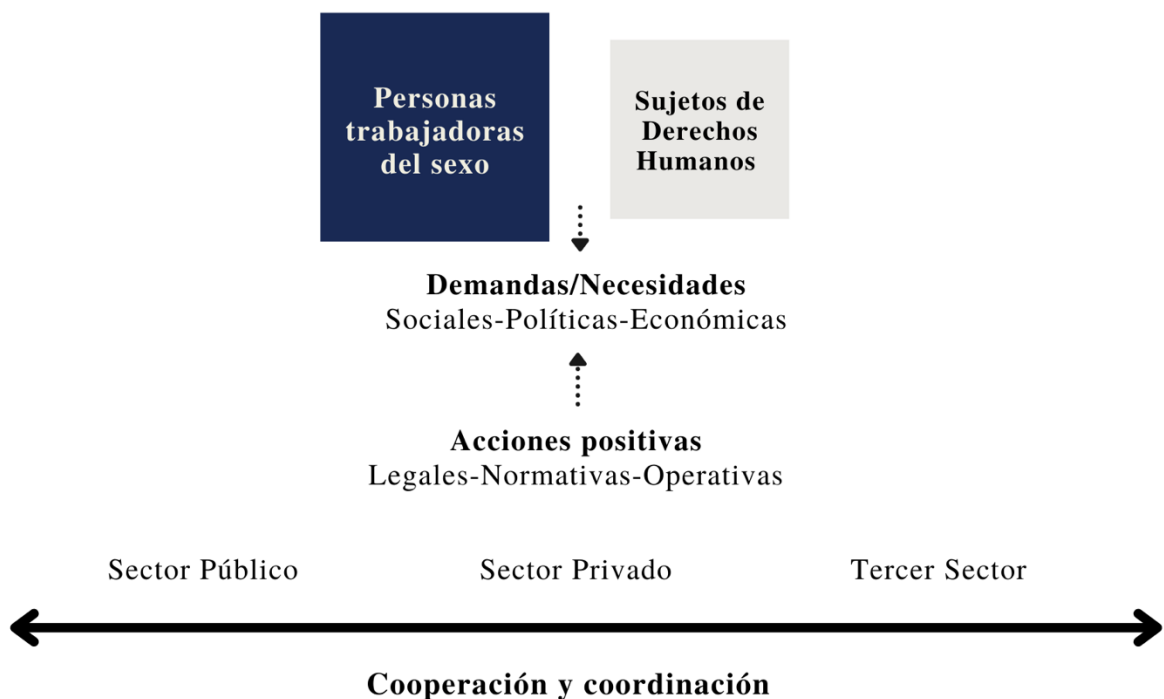 Personas
trabajadoras
del sexo
Sujetos de
Derechos
Humanos
Demandas/Necesidades
Sociales-Políticas-Económicas
Acciones positivas
Legales-Normativas-Operativas
Sector Público
Sector Privado
Tercer Sector
Cooperación y coordinación